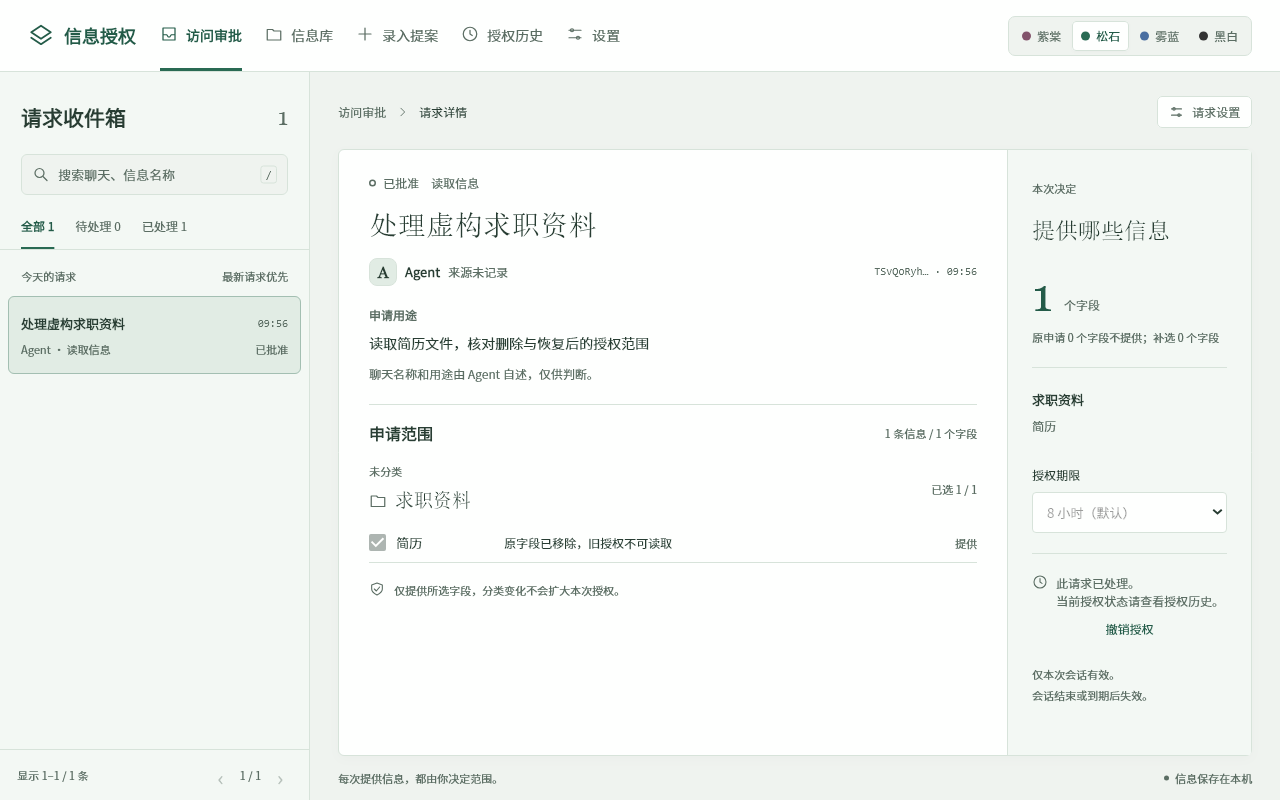 信息授权
访问审批
信息库
录入提案
授权历史
设置
紫棠
松石
雾蓝
黑白
请求收件箱
1
搜索聊天、信息名称
/
全部 1
待处理 0
已处理 1
今天的请求
最新请求优先
处理虚构求职资料
09:56
Agent · 读取信息
已批准
显示 1–1 / 1 条
‹
1 / 1
›
访问审批 > 请求详情
请求设置
已批准 读取信息
处理虚构求职资料
A
Agent 来源未记录
TSvQoRyh… · 09:56
申请用途
读取简历文件，核对删除与恢复后的授权范围
聊天名称和用途由 Agent 自述，仅供判断。
申请范围
1 条信息 / 1 个字段
未分类
求职资料
已选 1 / 1
简历
原字段已移除，旧授权不可读取
提供
仅提供所选字段，分类变化不会扩大本次授权。
本次决定
提供哪些信息
1 个字段
原申请 0 个字段不提供；补选 0 个字段
求职资料
简历
授权期限
8 小时（默认）
此请求已处理。
当前授权状态请查看授权历史。
撤销授权
仅本次会话有效。
会话结束或到期后失效。
每次提供信息，都由你决定范围。
信息保存在本机